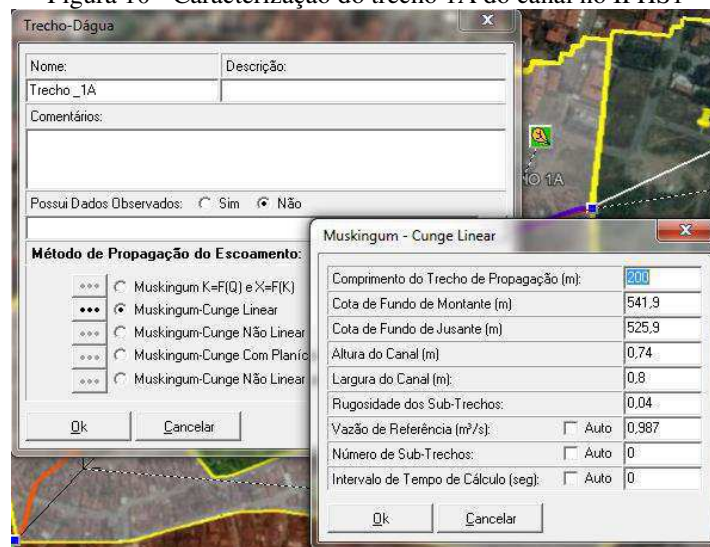 Figura 10 - Caracterização do trecho 1A do canal no IPHS1
Trecho-Dágua
X
Nome:
Descrição:
Trecho_1A
Comentários:
Possui Dados Observados:
Sim
Não
Método de Propagação do Escoamento:
Muskingum K=F(Q) e X=F(K)
Muskingum-Cunge Linear
Muskingum-Cunge Não Linear
Muskingum-Cunge Com Planíc
Muskingum-Cunge Não Linear
Ok
Cancelar
1A
Muskingum - Cunge Linear
X
Comprimento do Trecho de Propagação (m): 200
Cota de Fundo de Montante (m) 541,9
Cota de Fundo de Jusante (m) 525,9
Altura do Canal (m) 0,74
Largura do Canal (m): 0,8
Rugosidade dos Sub-Trechos: 0,04
Vazão de Referência (m³/s): Auto 0,987
Número de Sub-Trechos: Auto 0
Intervalo de Tempo de Cálculo (seg): Auto 0
Ok
Cancelar